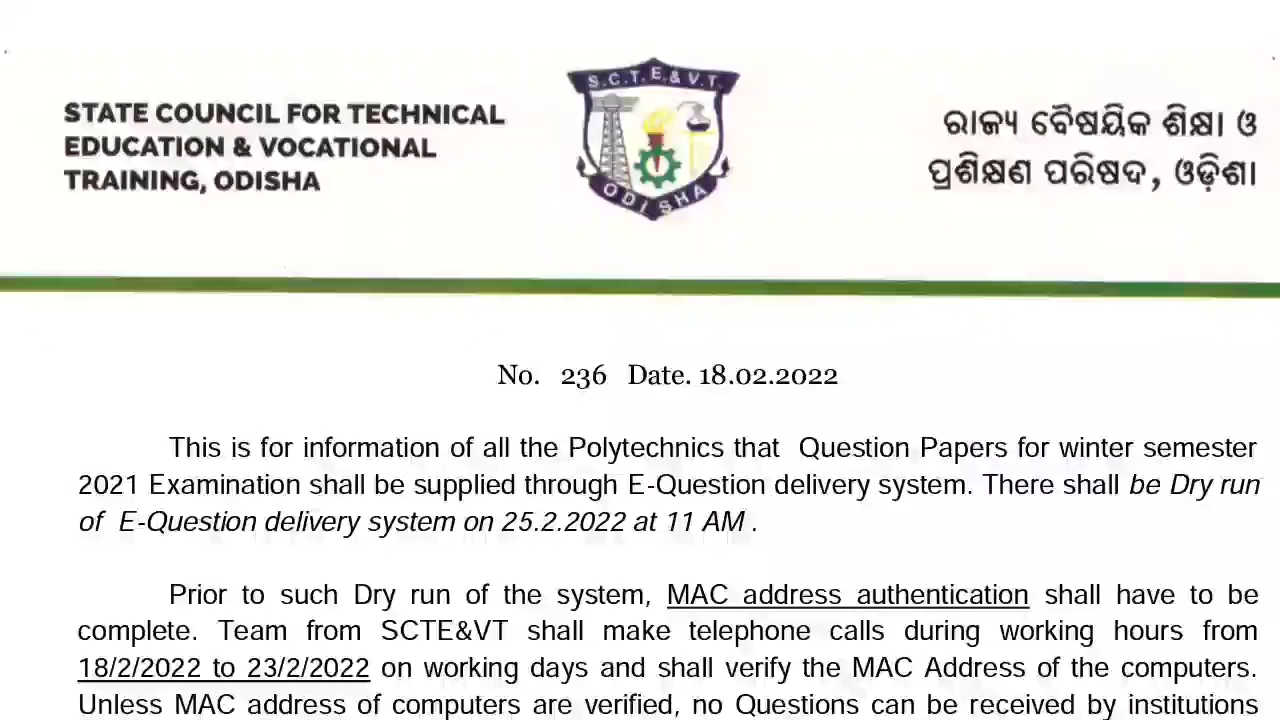 STATE COUNCIL FOR TECHNICAL
EDUCATION & VOCATIONAL
TRAINING, ODISHA
S.C.T.E.&V.T.
ODISHA
ରାଜ୍ୟ ବୈଷୟିକ ଶିକ୍ଷା ଓ
ପ୍ରଶିକ୍ଷଣ ପରିଷଦ, ଓଡ଼ିଶା
No. 236 Date. 18.02.2022
This is for information of all the Polytechnics that Question Papers for winter semester
2021 Examination shall be supplied through E-Question delivery system. There shall be Dry run
of E-Question delivery system on 25.2.2022 at 11 AM .
Prior to such Dry run of the system, MAC address authentication shall have to be
complete. Team from SCTE&VT shall make telephone calls during working hours from
18/2/2022 to 23/2/2022 on working days and shall verify the MAC Address of the computers.
Unless MAC address of computers are verified, no Questions can be received by institutions